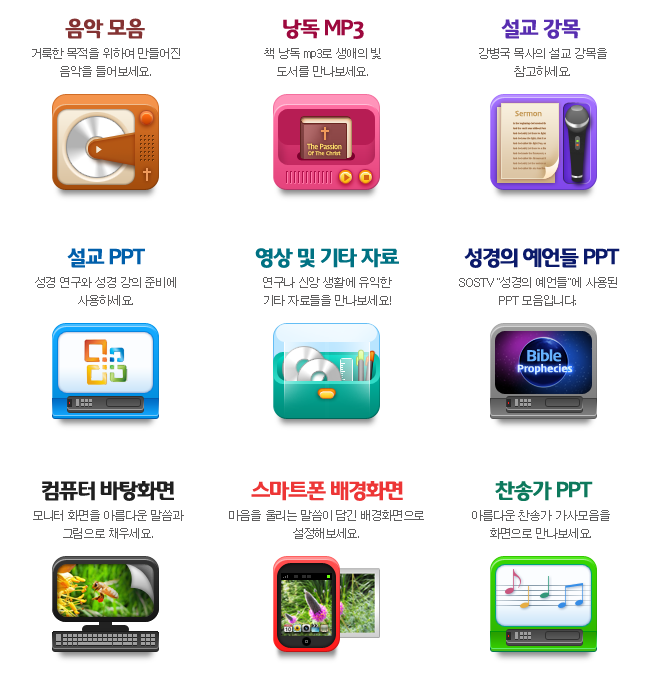 음악 모음
거룩한 목적을 위하여 만들어진
음악을 들어보세요.
낭독 MP3
책 낭독 mp3로 생애의 빛
도서를 만나보세요.
설교 강목
강병국 목사의 설교 강목을
참고하세요.
The Passion
Of The Christ
Sermon
설교 PPT
성경 연구와 성경 강의 준비에
사용하세요.
영상 및 기타 자료
연구나 신앙 생활에 유익한
기타 자료들을 만나보세요!
성경의 예언들 PPT
SOSTV "성경의 예언들"에 사용된
PPT 모음입니다.
Bible
Prophecies
컴퓨터 바탕화면
모니터 화면을 아름다운 말씀과
그림으로 채우세요.
스마트폰 배경화면
마음을 울리는 말씀이 담긴 배경화면으로
설정해보세요.
찬송가 PPT
아름다운 찬송가 가사모음을
화면으로 만나보세요.